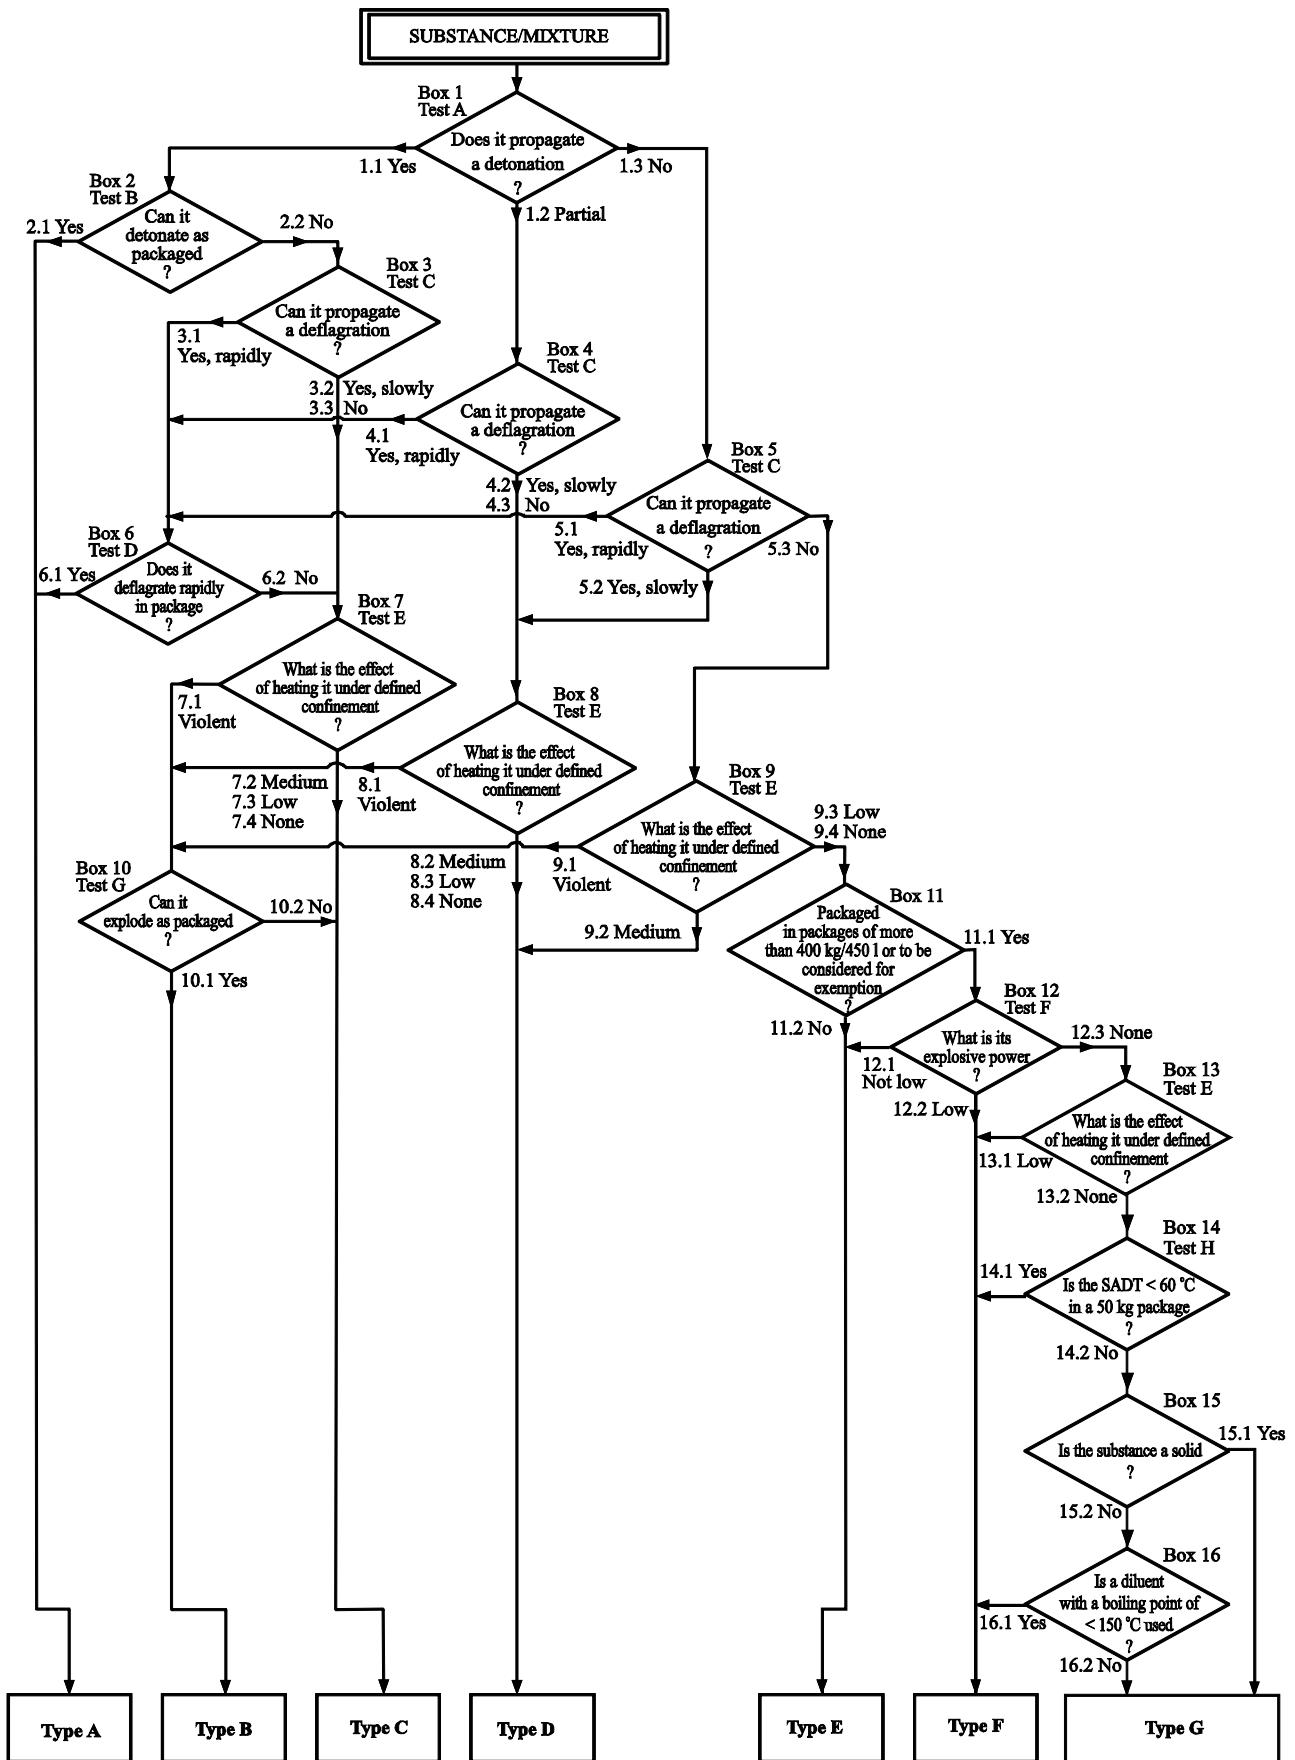 SUBSTANCE/MIXTURE
Box 1
Test A
Does it propagate
a detonation
?
1.1 Yes
1.3 No
1.2 Partial
Box 2
Test B
Can it
detonate as
packaged
?
2.1 Yes
2.2 No
Box 3
Test C
Can it propagate
a deflagration
?
3.1
Yes, rapidly
3.2 Yes, slowly
3.3 No
Box 4
Test C
Can it propagate
a deflagration
?
4.1
Yes, rapidly
4.2 Yes, slowly
4.3 No
Box 5
Test C
Can it propagate
a deflagration
?
5.1
Yes, rapidly
5.3 No
5.2 Yes, slowly
Box 6
Test D
Does it
deflagrate rapidly
in package
?
6.1 Yes
6.2 No
Box 7
Test E
What is the effect
of heating it under defined
confinement
?
7.1
Violent
7.2 Medium
7.3 Low
7.4 None
Box 8
Test E
What is the effect
of heating it under defined
confinement
?
8.1
Violent
8.2 Medium
8.3 Low
8.4 None
Box 9
Test E
What is the effect
of heating it under defined
confinement
?
9.1
Violent
9.2 Medium
9.3 Low
9.4 None
Box 10
Test G
Can it
explode as packaged
?
10.2 No
10.1 Yes
Box 11
Packaged
in packages of more
than 400 kg/450 l or to be
considered for
exemption
?
11.1 Yes
11.2 No
Box 12
Test F
What is its
explosive power
?
12.1
Not low
12.2 Low
12.3 None
Box 13
Test E
What is the effect
of heating it under defined
confinement
?
13.1 Low
13.2 None
Box 14
Test H
Is the SADT < 60 °C
in a 50 kg package
?
14.1 Yes
14.2 No
Box 15
Is the substance a solid
?
15.1 Yes
15.2 No
Box 16
Is a diluent
with a boiling point of
< 150 °C used
?
16.1 Yes
16.2 No
Type A
Type B
Type C
Type D
Type E
Type F
Type G